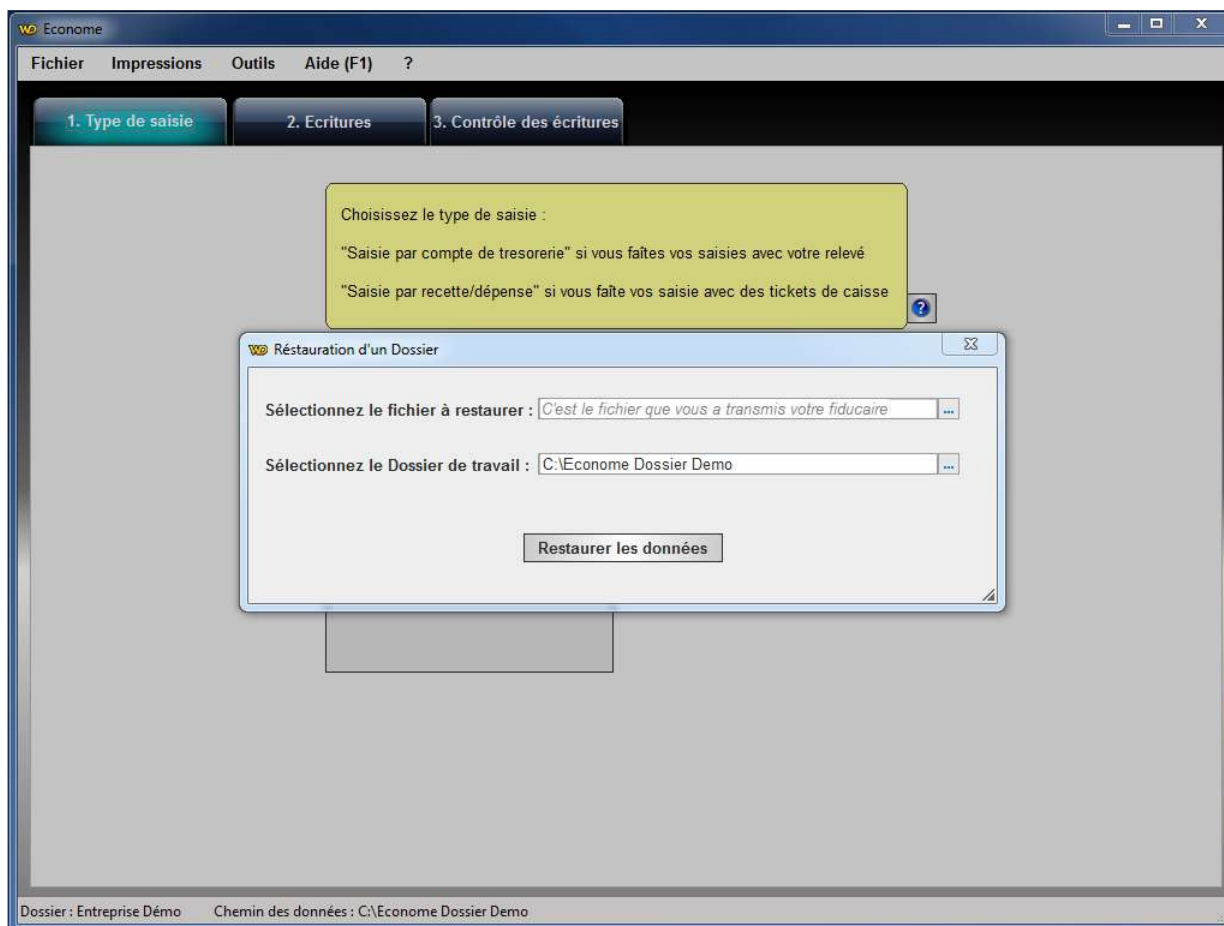 Econome
Fichier Impressions Outils Aide (F1) ?
1. Type de saisie 2. Ecritures 3. Contrôle des écritures
Choisissez le type de saisie :
"Saisie par compte de tresorerie" si vous faîtes vos saisies avec votre relevé
"Saisie par recette/dépense" si vous faîte vos saisie avec des tickets de caisse
Réstauration d'un Dossier
Sélectionnez le fichier à restaurer : C'est le fichier que vous a transmis votre fiducaire ...
Sélectionnez le Dossier de travail : C:\Econome Dossier Demo ...
Restaurer les données
Dossier : Entreprise Démo Chemin des données : C:\Econome Dossier Demo